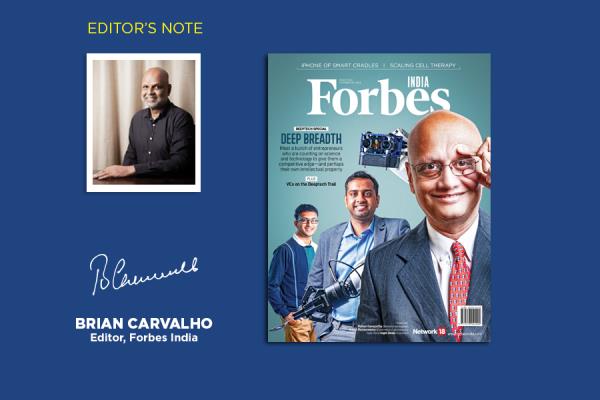 EDITOR'S NOTE
BRIAN CARVALHO
Editor, Forbes India
IPHONE OF SMART CRADLES | SCALING CELL THERAPY
INDIA
Forbes
DEEPTECH SPECIAL
DEEP BREADTH
Meet a bunch of entrepreneurs
who are counting on science
and technology to give them a
competitive edge—and perhaps
their own intellectual property
PLUS
VCs on the Deeptech Trail
Network 18